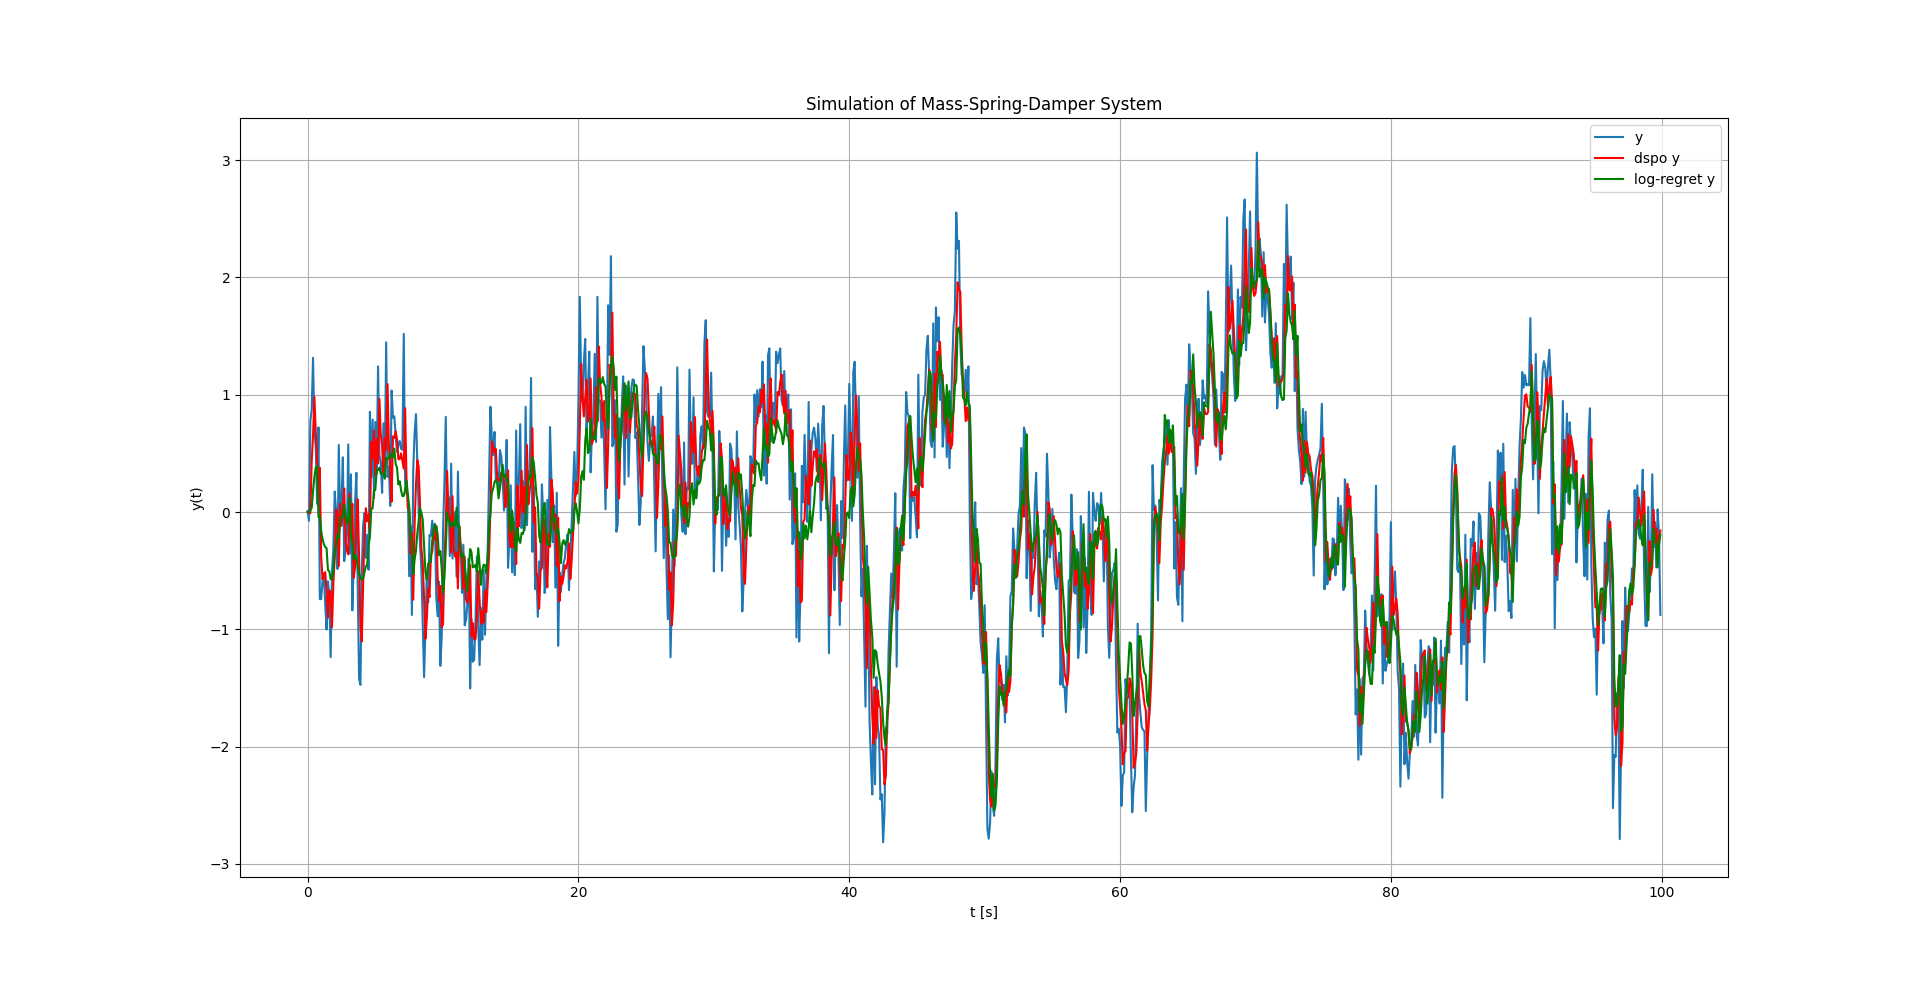 Simulation of Mass-Spring-Damper System
y
dspo y
log-regret y
y(t)
3
2
1
0
−1
−2
−3
0 20 40 60 80 100
t [s]